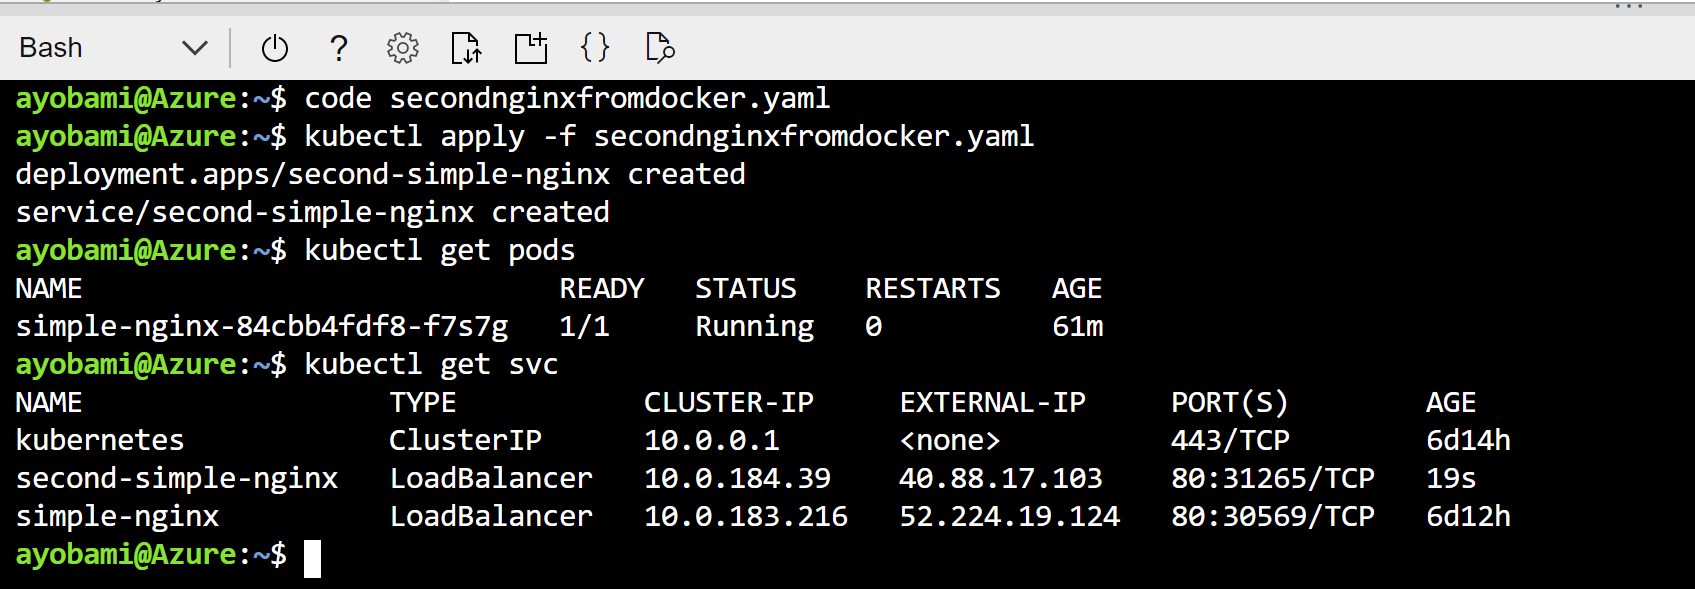 Bash
ayobami@Azure:~$ code secondnginxfromdocker.yaml
ayobami@Azure:~$ kubectl apply -f secondnginxfromdocker.yaml
deployment.apps/second-simple-nginx created
service/second-simple-nginx created
ayobami@Azure:~$ kubectl get pods
NAME                            READY   STATUS    RESTARTS   AGE
simple-nginx-84cbb4fdf8-f7s7g   1/1     Running   0          61m
ayobami@Azure:~$ kubectl get svc
NAME                  TYPE           CLUSTER-IP     EXTERNAL-IP     PORT(S)        AGE
kubernetes            ClusterIP      10.0.0.1       <none>          443/TCP        6d14h
second-simple-nginx   LoadBalancer   10.0.184.39    40.88.17.103    80:31265/TCP   19s
simple-nginx          LoadBalancer   10.0.183.216   52.224.19.124   80:30569/TCP   6d12h
ayobami@Azure:~$